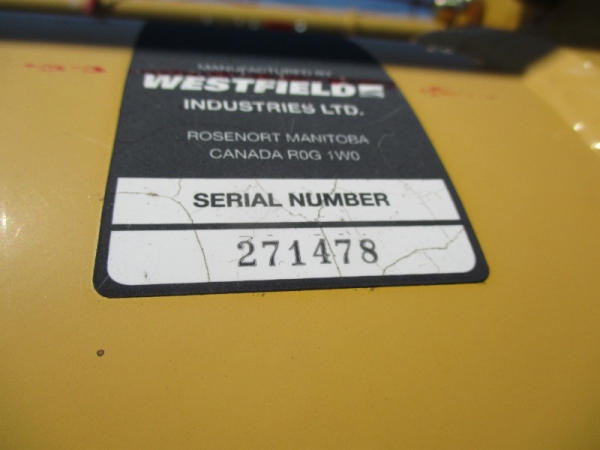 MANUFACTURED BY
WESTFIELD
INDUSTRIES LTD.
ROSENORT MANITOBA
CANADA R0G 1W0
SERIAL NUMBER
271478